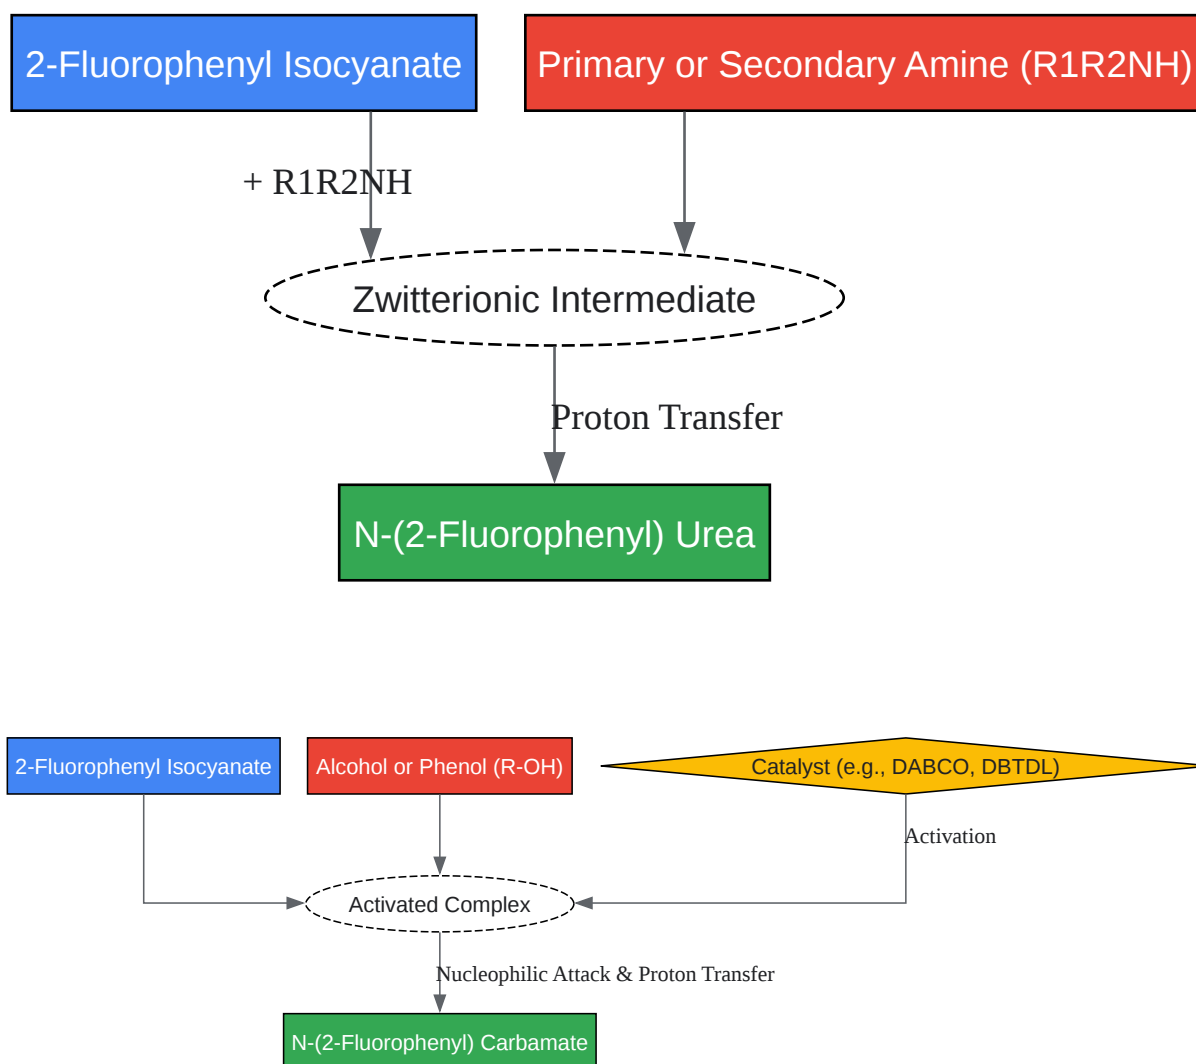 2-Fluorophenyl Isocyanate
Primary or Secondary Amine (R1R2NH)
+ R1R2NH
Zwitterionic Intermediate
Proton Transfer
N-(2-Fluorophenyl) Urea
2-Fluorophenyl Isocyanate
Alcohol or Phenol (R-OH)
Catalyst (e.g., DABCO, DBTDL)
Activation
Activated Complex
Nucleophilic Attack & Proton Transfer
N-(2-Fluorophenyl) Carbamate